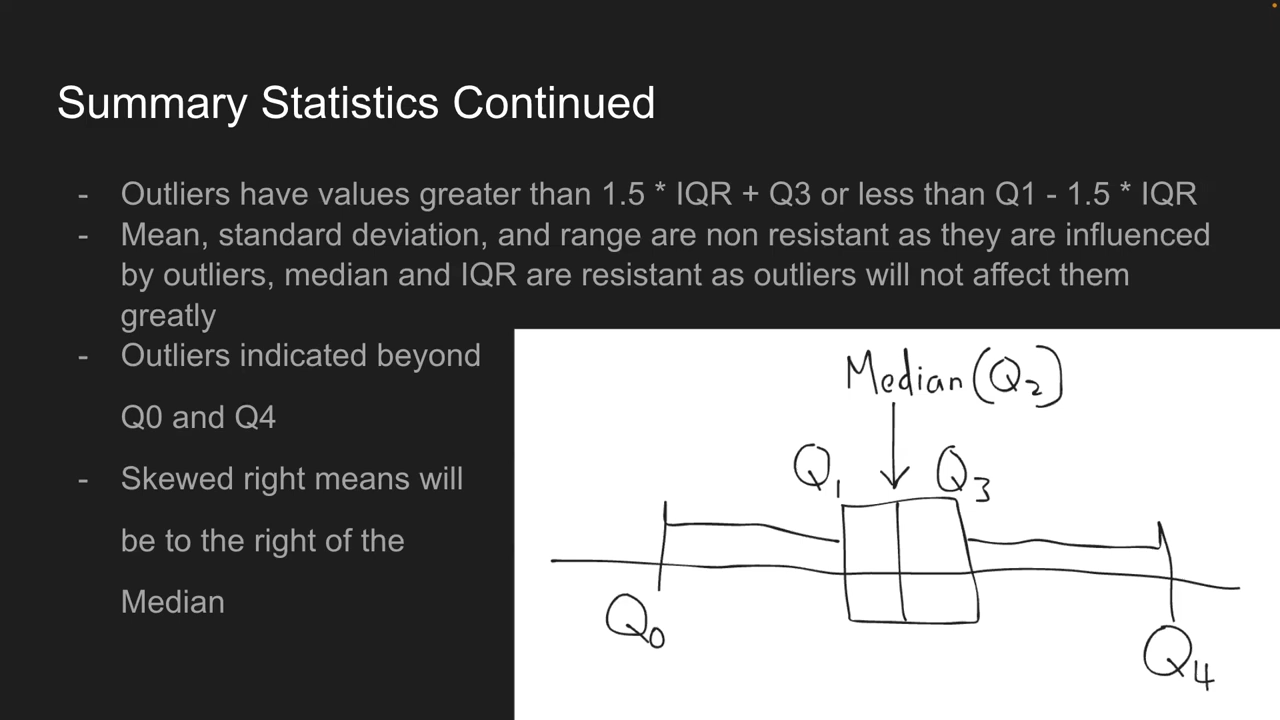 Summary Statistics Continued
- Outliers have values greater than 1.5 * IQR + Q3 or less than Q1 - 1.5 * IQR
- Mean, standard deviation, and range are non resistant as they are influenced
by outliers, median and IQR are resistant as outliers will not affect them
greatly
- Outliers indicated beyond
Q0 and Q4
- Skewed right means will
be to the right of the
Median
Median (Q2)
Q1
Q3
Q0
Q4